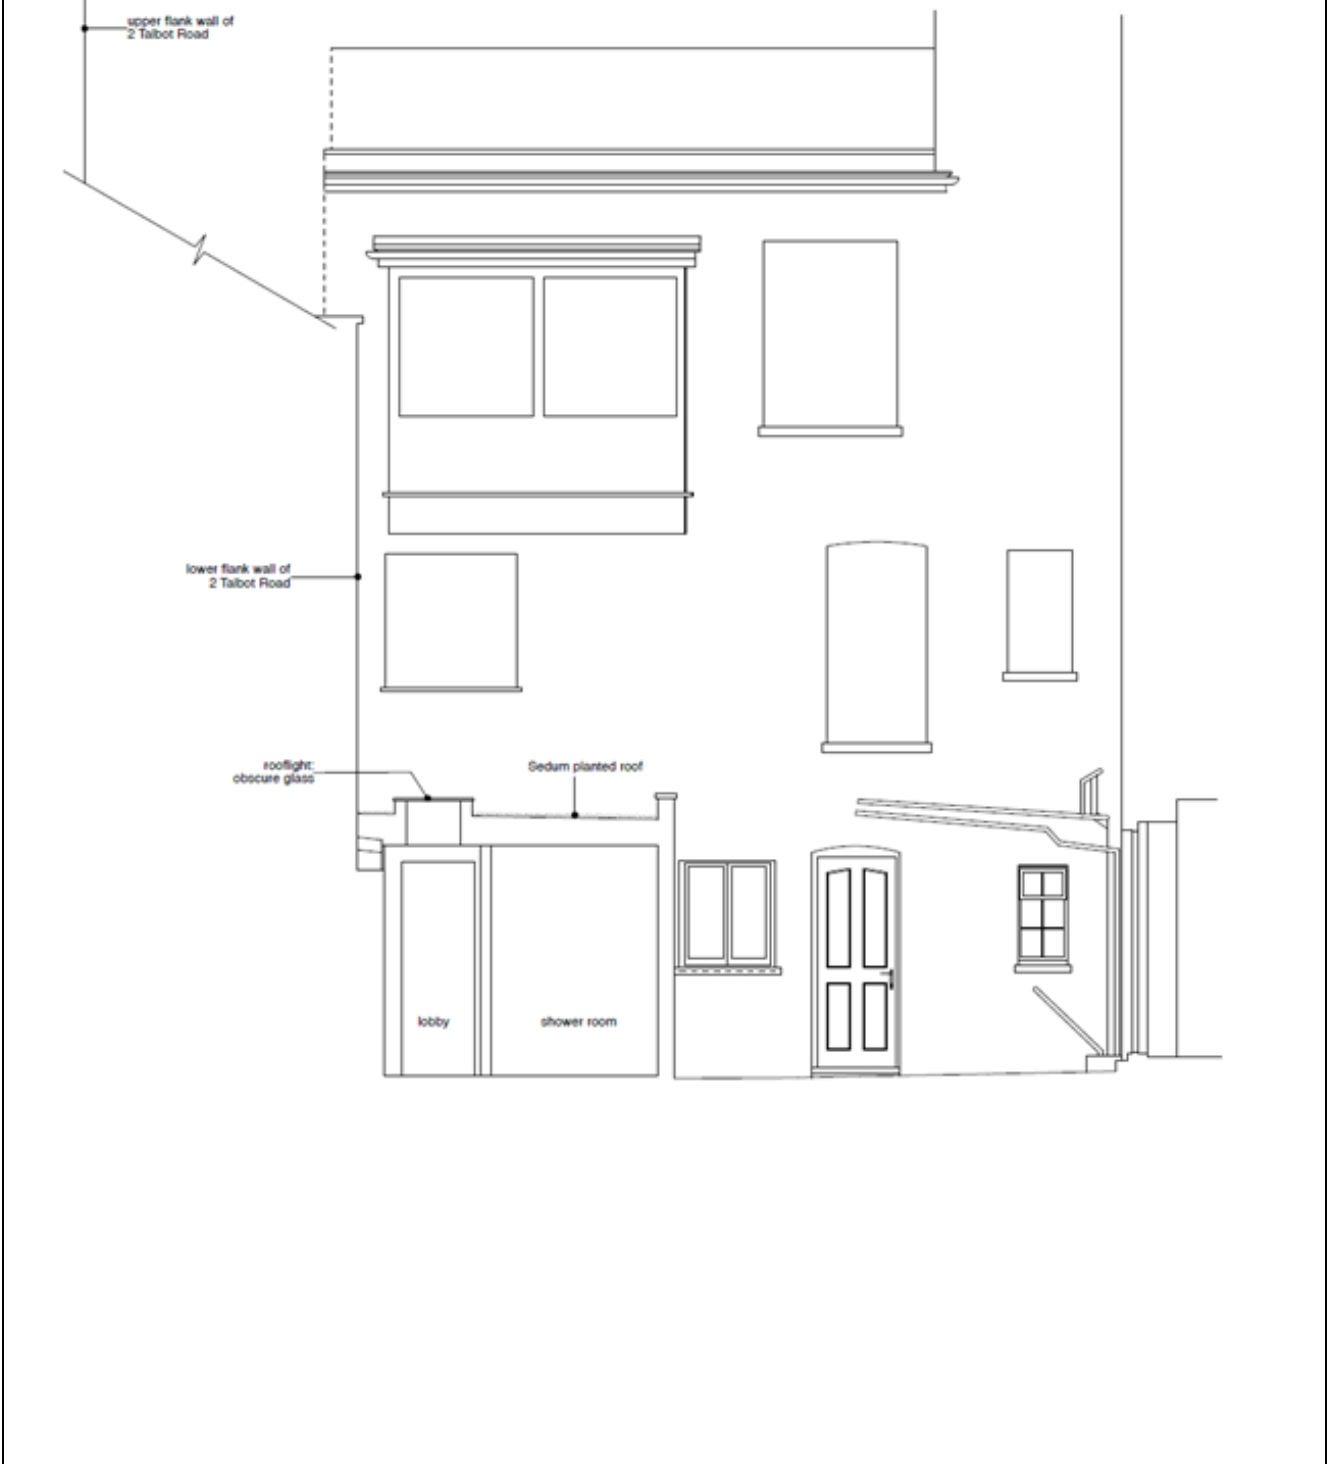 upper flank wall of
2 Talbot Road
lower flank wall of
2 Talbot Road
rooflight:
obscure glass
Sedum planted roof
lobby
shower room